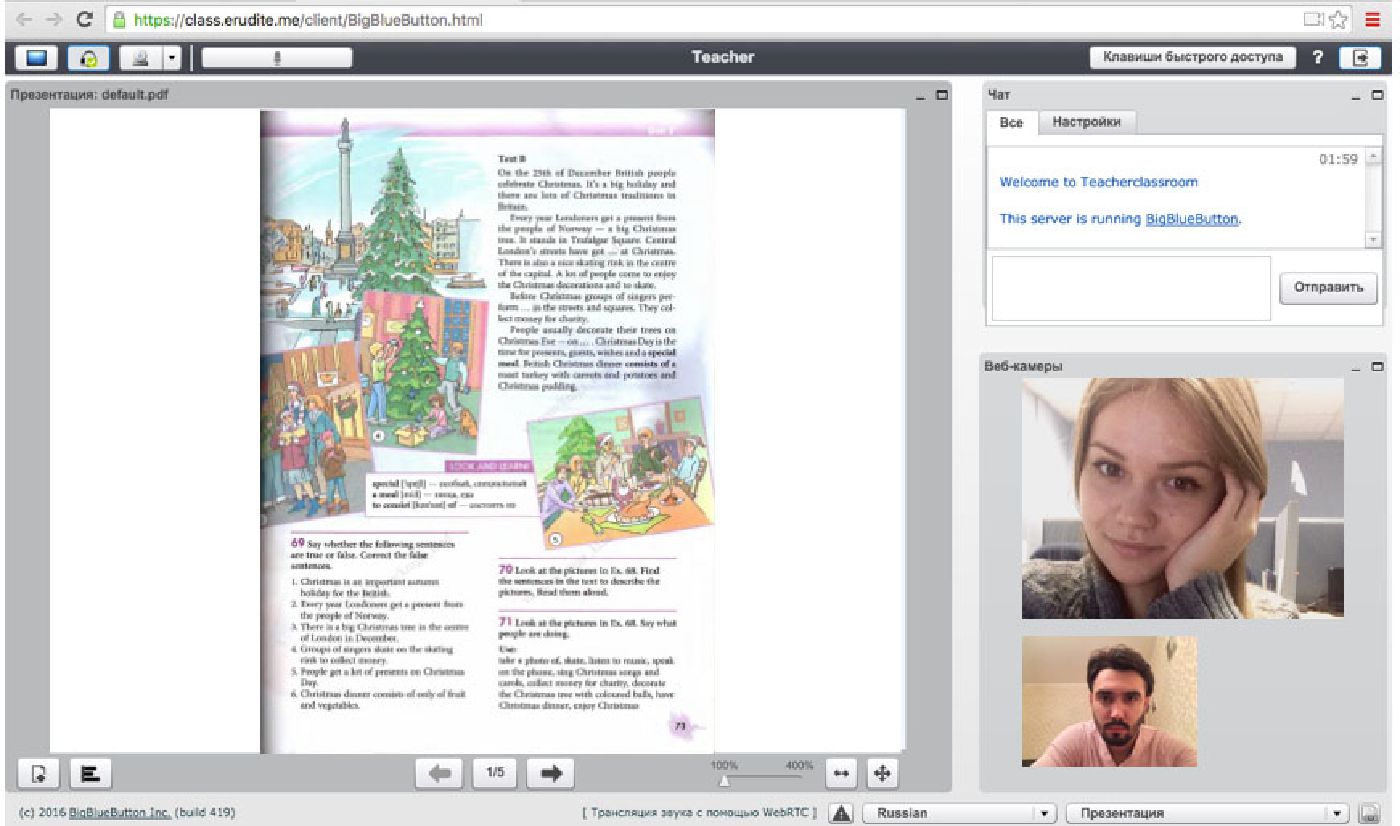 https://class.erudite.me/client/BigBlueButton.html
Teacher
Клавиши быстрого доступа
?
Презентация: default.pdf
Text B
On the 25th of December British people
celebrate Christmas. It's a big holiday and
there are lots of Christmas traditions in
Britain.
Every year Londoners get a present from
the people of Norway — a big Christmas
tree. It stands in Trafalgar Square. Central
London's streets have got ... at Christmas.
There is also a nice skating rink in the centre
of the capital. A lot of people come to enjoy
the Christmas decorations and to skate.
Before Christmas groups of singers per-
form ... in the streets and squares. They col-
lect money for charity.
People usually decorate their trees on
Christmas Eve — on ... . Christmas Day is the
time for presents, guests, wishes and a special
meal. British Christmas dinner consists of a
roast turkey with carrots and potatoes and
Christmas pudding.
4
LOOK AND LEARN!
special — особый, специальный
a meal — пища, еда
to consist of — состоять из
5
69 Say whether the following sentences
are true or false. Correct the false
sentences.
1. Christmas is an important autumn
holiday for the British.
2. Every year Londoners get a present from
the people of Norway.
3. There is a big Christmas tree in the centre
of London in December.
4. Groups of singers skate on the skating
rink to collect money.
5. People get a lot of presents on Christmas
Day.
6. Christmas dinner consists of only of fruit
and vegetables.
70 Look at the pictures in Ex. 68. Find
the sentences in the text to describe the
pictures. Read them aloud.
71 Look at the pictures in Ex. 68. Say what
people are doing.
Use:
take a photo of, skate, listen to music, speak
on the phone, sing Christmas songs and
carols, collect money for charity, decorate
the Christmas tree with coloured balls, have
Christmas dinner, enjoy Christmas
73
1/5
100%
400%
Чат
Все
Настройки
01:59
Welcome to Teacherclassroom
This server is running BigBlueButton.
Отправить
Веб-камеры
(c) 2016 BigBlueButton Inc. (build 419)
[ Трансляция звука с помощью WebRTC ]
Russian
Презентация